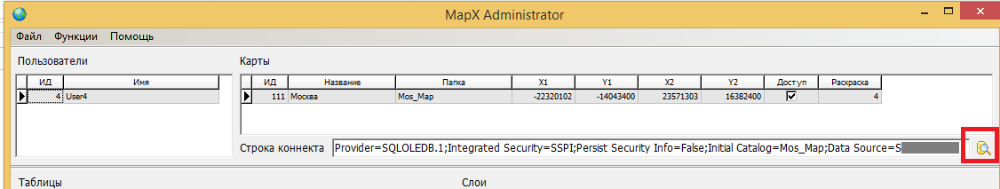 MapX Administrator
Файл Функции Помощь
Пользователи
ИД Имя
4 User4
Карты
ИД Название Папка X1 Y1 X2 Y2 Доступ Раскраска
111 Москва Mos_Map -22320102 -14043400 23571303 16382400 4
Строка коннекта Provider=SQLOLEDB.1;Integrated Security=SSPI;Persist Security Info=False;Initial Catalog=Mos_Map;Data Source=S
Таблицы Слои